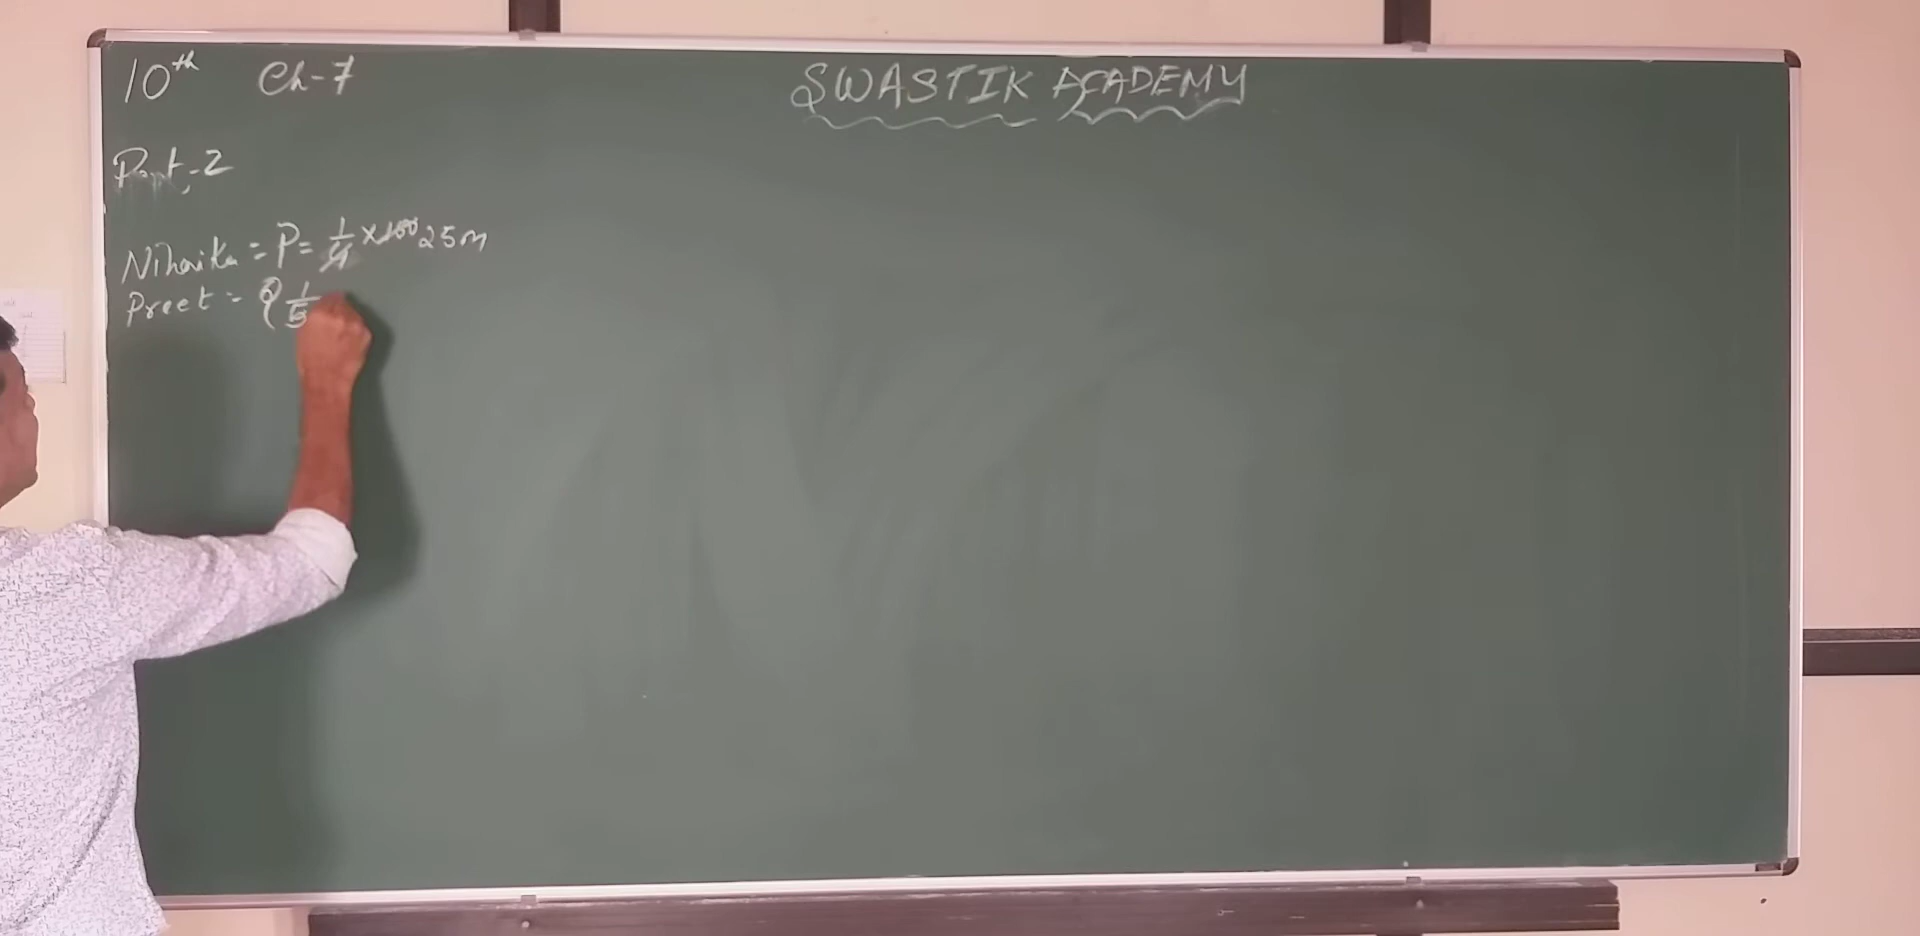 10th Ch-7
SWASTIK ACADEMY
Part-2
Niharika = P = 1/4 × 100 25m
Preet = Q 1/5